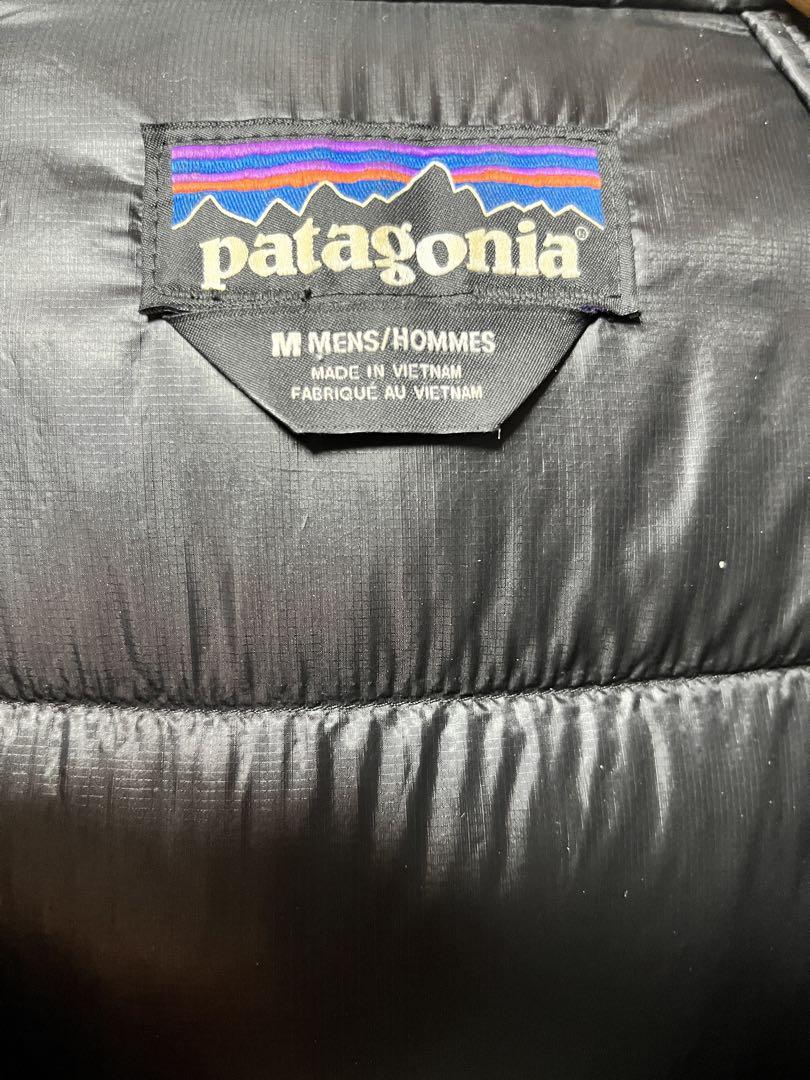 patagonia®
M MENS/HOMMES
MADE IN VIETNAM
FABRIQUÉ AU VIETNAM